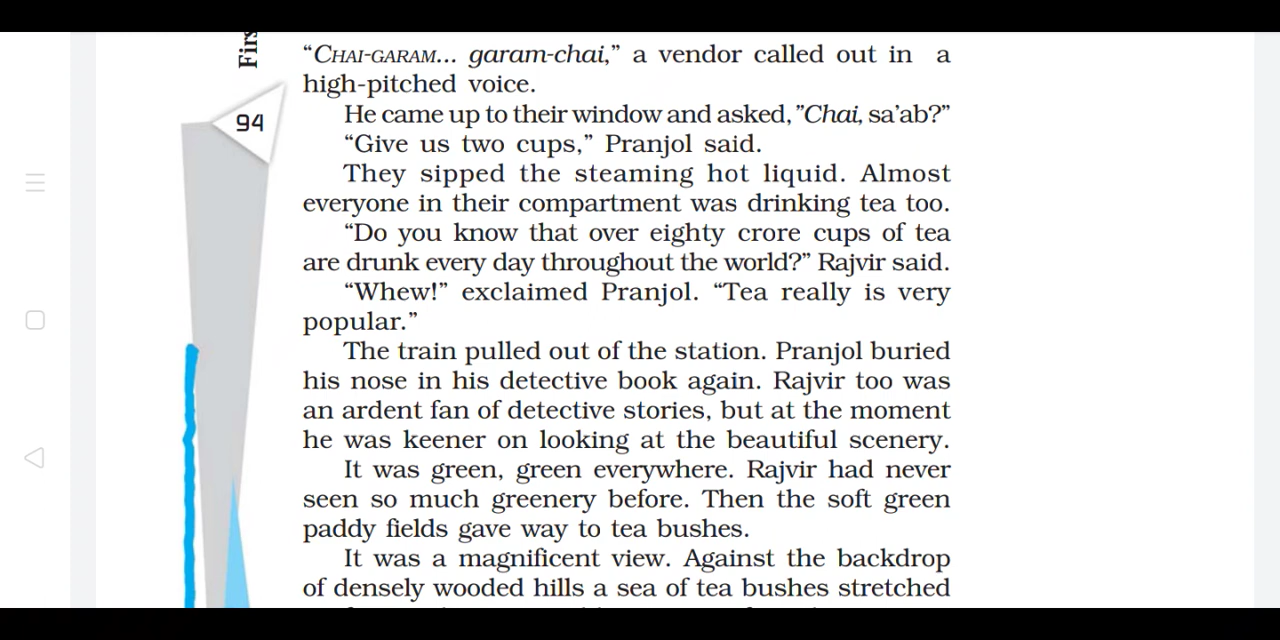 Firs
“CHAI-GARAM... garam-chai,” a vendor called out in a
high-pitched voice.
94
He came up to their window and asked, ”Chai, sa’ab?”
“Give us two cups,” Pranjol said.
They sipped the steaming hot liquid. Almost
everyone in their compartment was drinking tea too.
“Do you know that over eighty crore cups of tea
are drunk every day throughout the world?” Rajvir said.
“Whew!” exclaimed Pranjol. “Tea really is very
popular.”
The train pulled out of the station. Pranjol buried
his nose in his detective book again. Rajvir too was
an ardent fan of detective stories, but at the moment
he was keener on looking at the beautiful scenery.
It was green, green everywhere. Rajvir had never
seen so much greenery before. Then the soft green
paddy fields gave way to tea bushes.
It was a magnificent view. Against the backdrop
of densely wooded hills a sea of tea bushes stretched